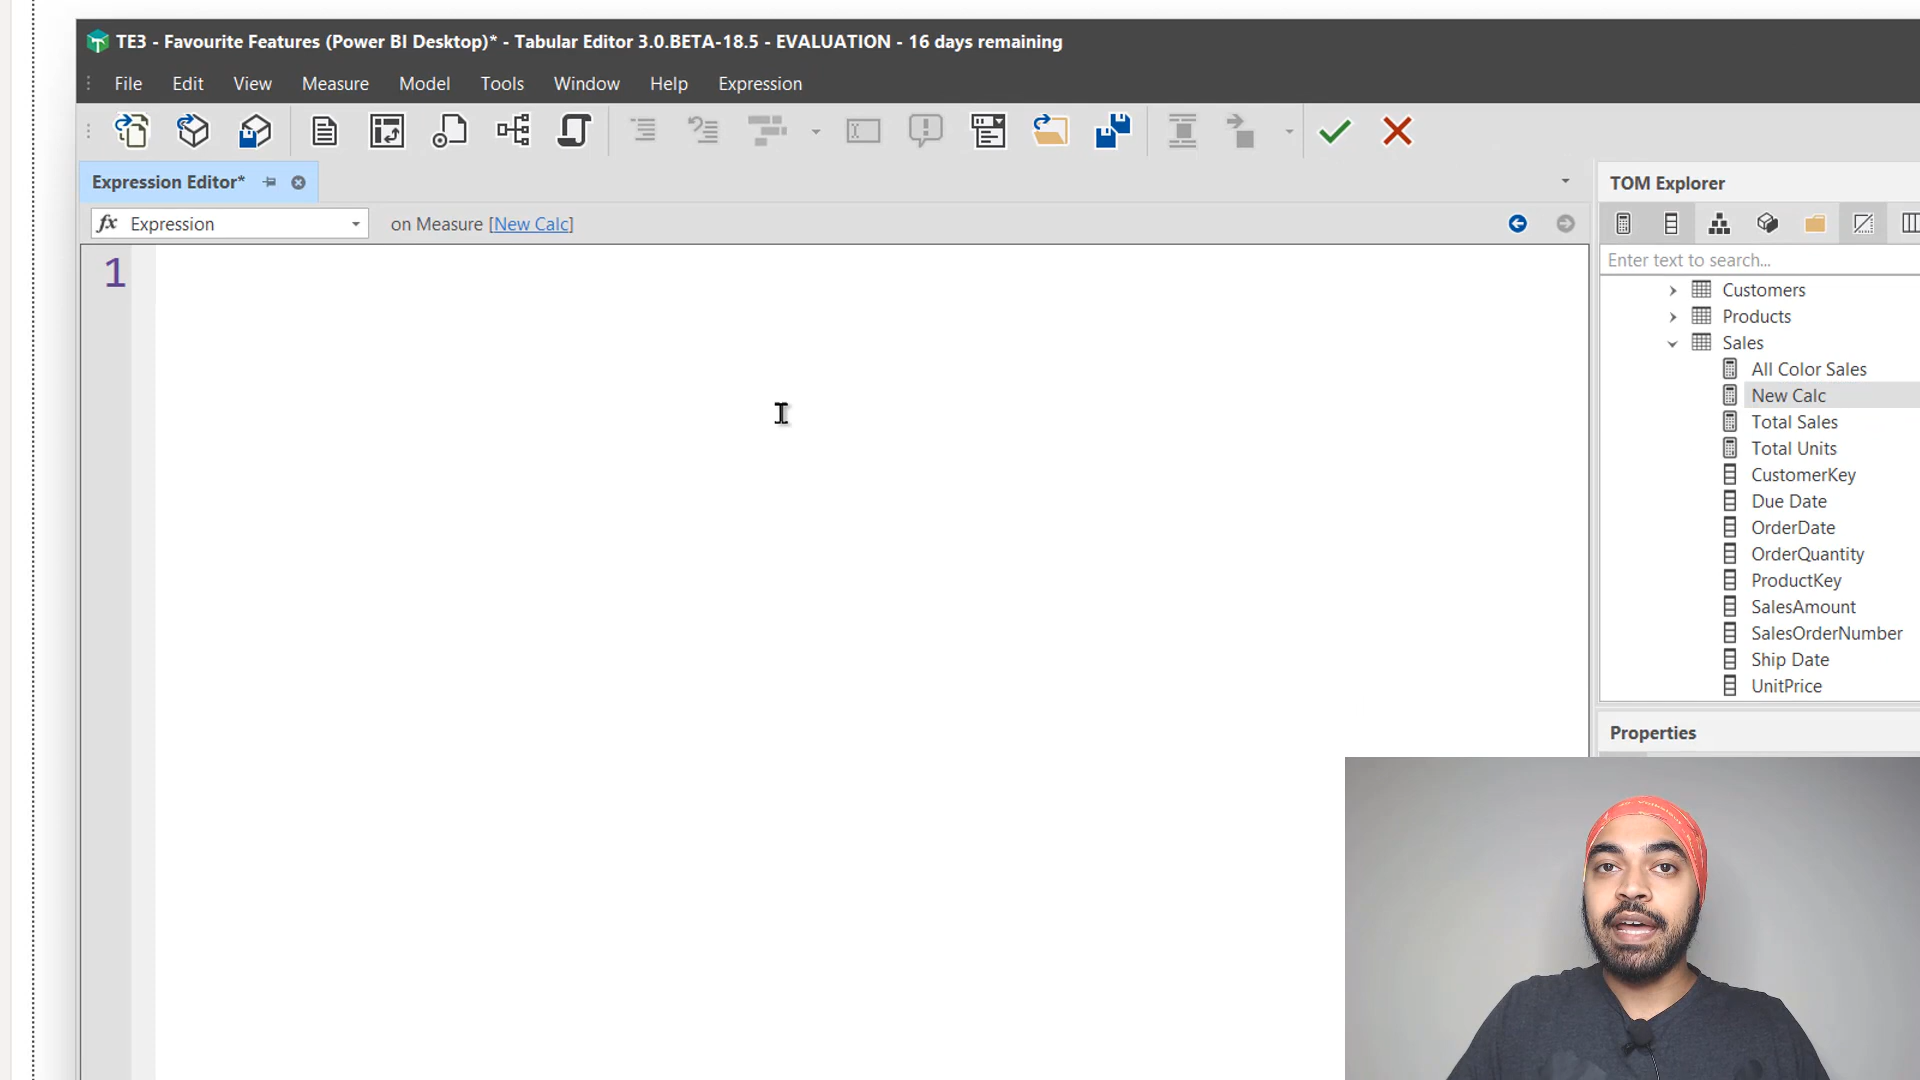 TE3 - Favourite Features (Power BI Desktop)* - Tabular Editor 3.0.BETA-18.5 - EVALUATION - 16 days remaining
File Edit View Measure Model Tools Window Help Expression
Expression Editor*
fx Expression on Measure [New Calc]
1
TOM Explorer
Enter text to search...
Customers
Products
Sales
All Color Sales
New Calc
Total Sales
Total Units
CustomerKey
Due Date
OrderDate
OrderQuantity
ProductKey
SalesAmount
SalesOrderNumber
Ship Date
UnitPrice
Properties